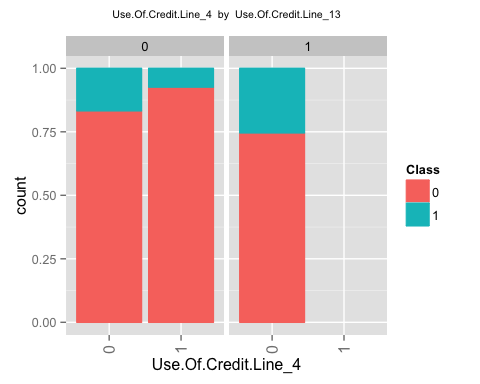 Use.Of.Credit.Line_4 by Use.Of.Credit.Line_13
0 1
1.00
0.75
0.50
0.25
0.00
count
0 1 0 1
Use.Of.Credit.Line_4
Class
0
1